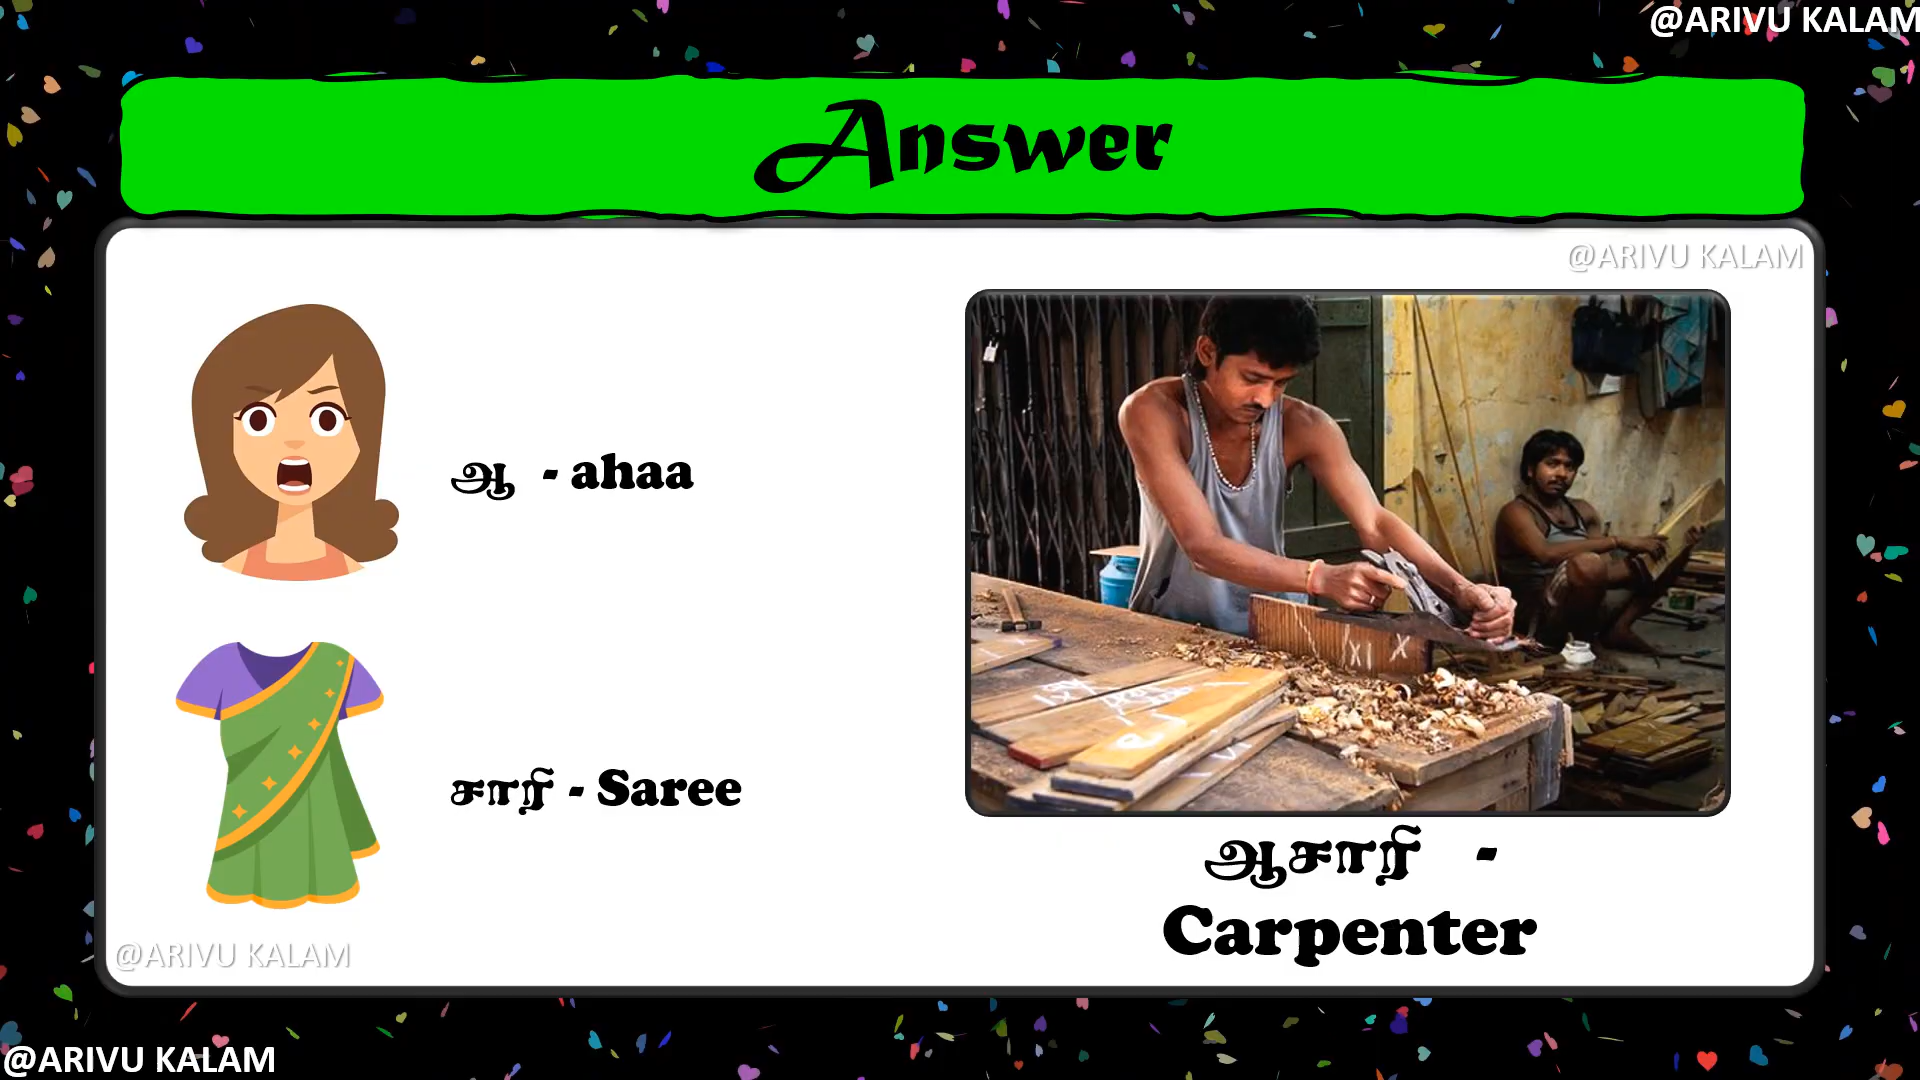 @ARIVU KALAM
Answer
@ARIVU KALAM
ஆ - ahaa
சாரி - Saree
ஆசாரி -
Carpenter
@ARIVU KALAM
@ARIVU KALAM